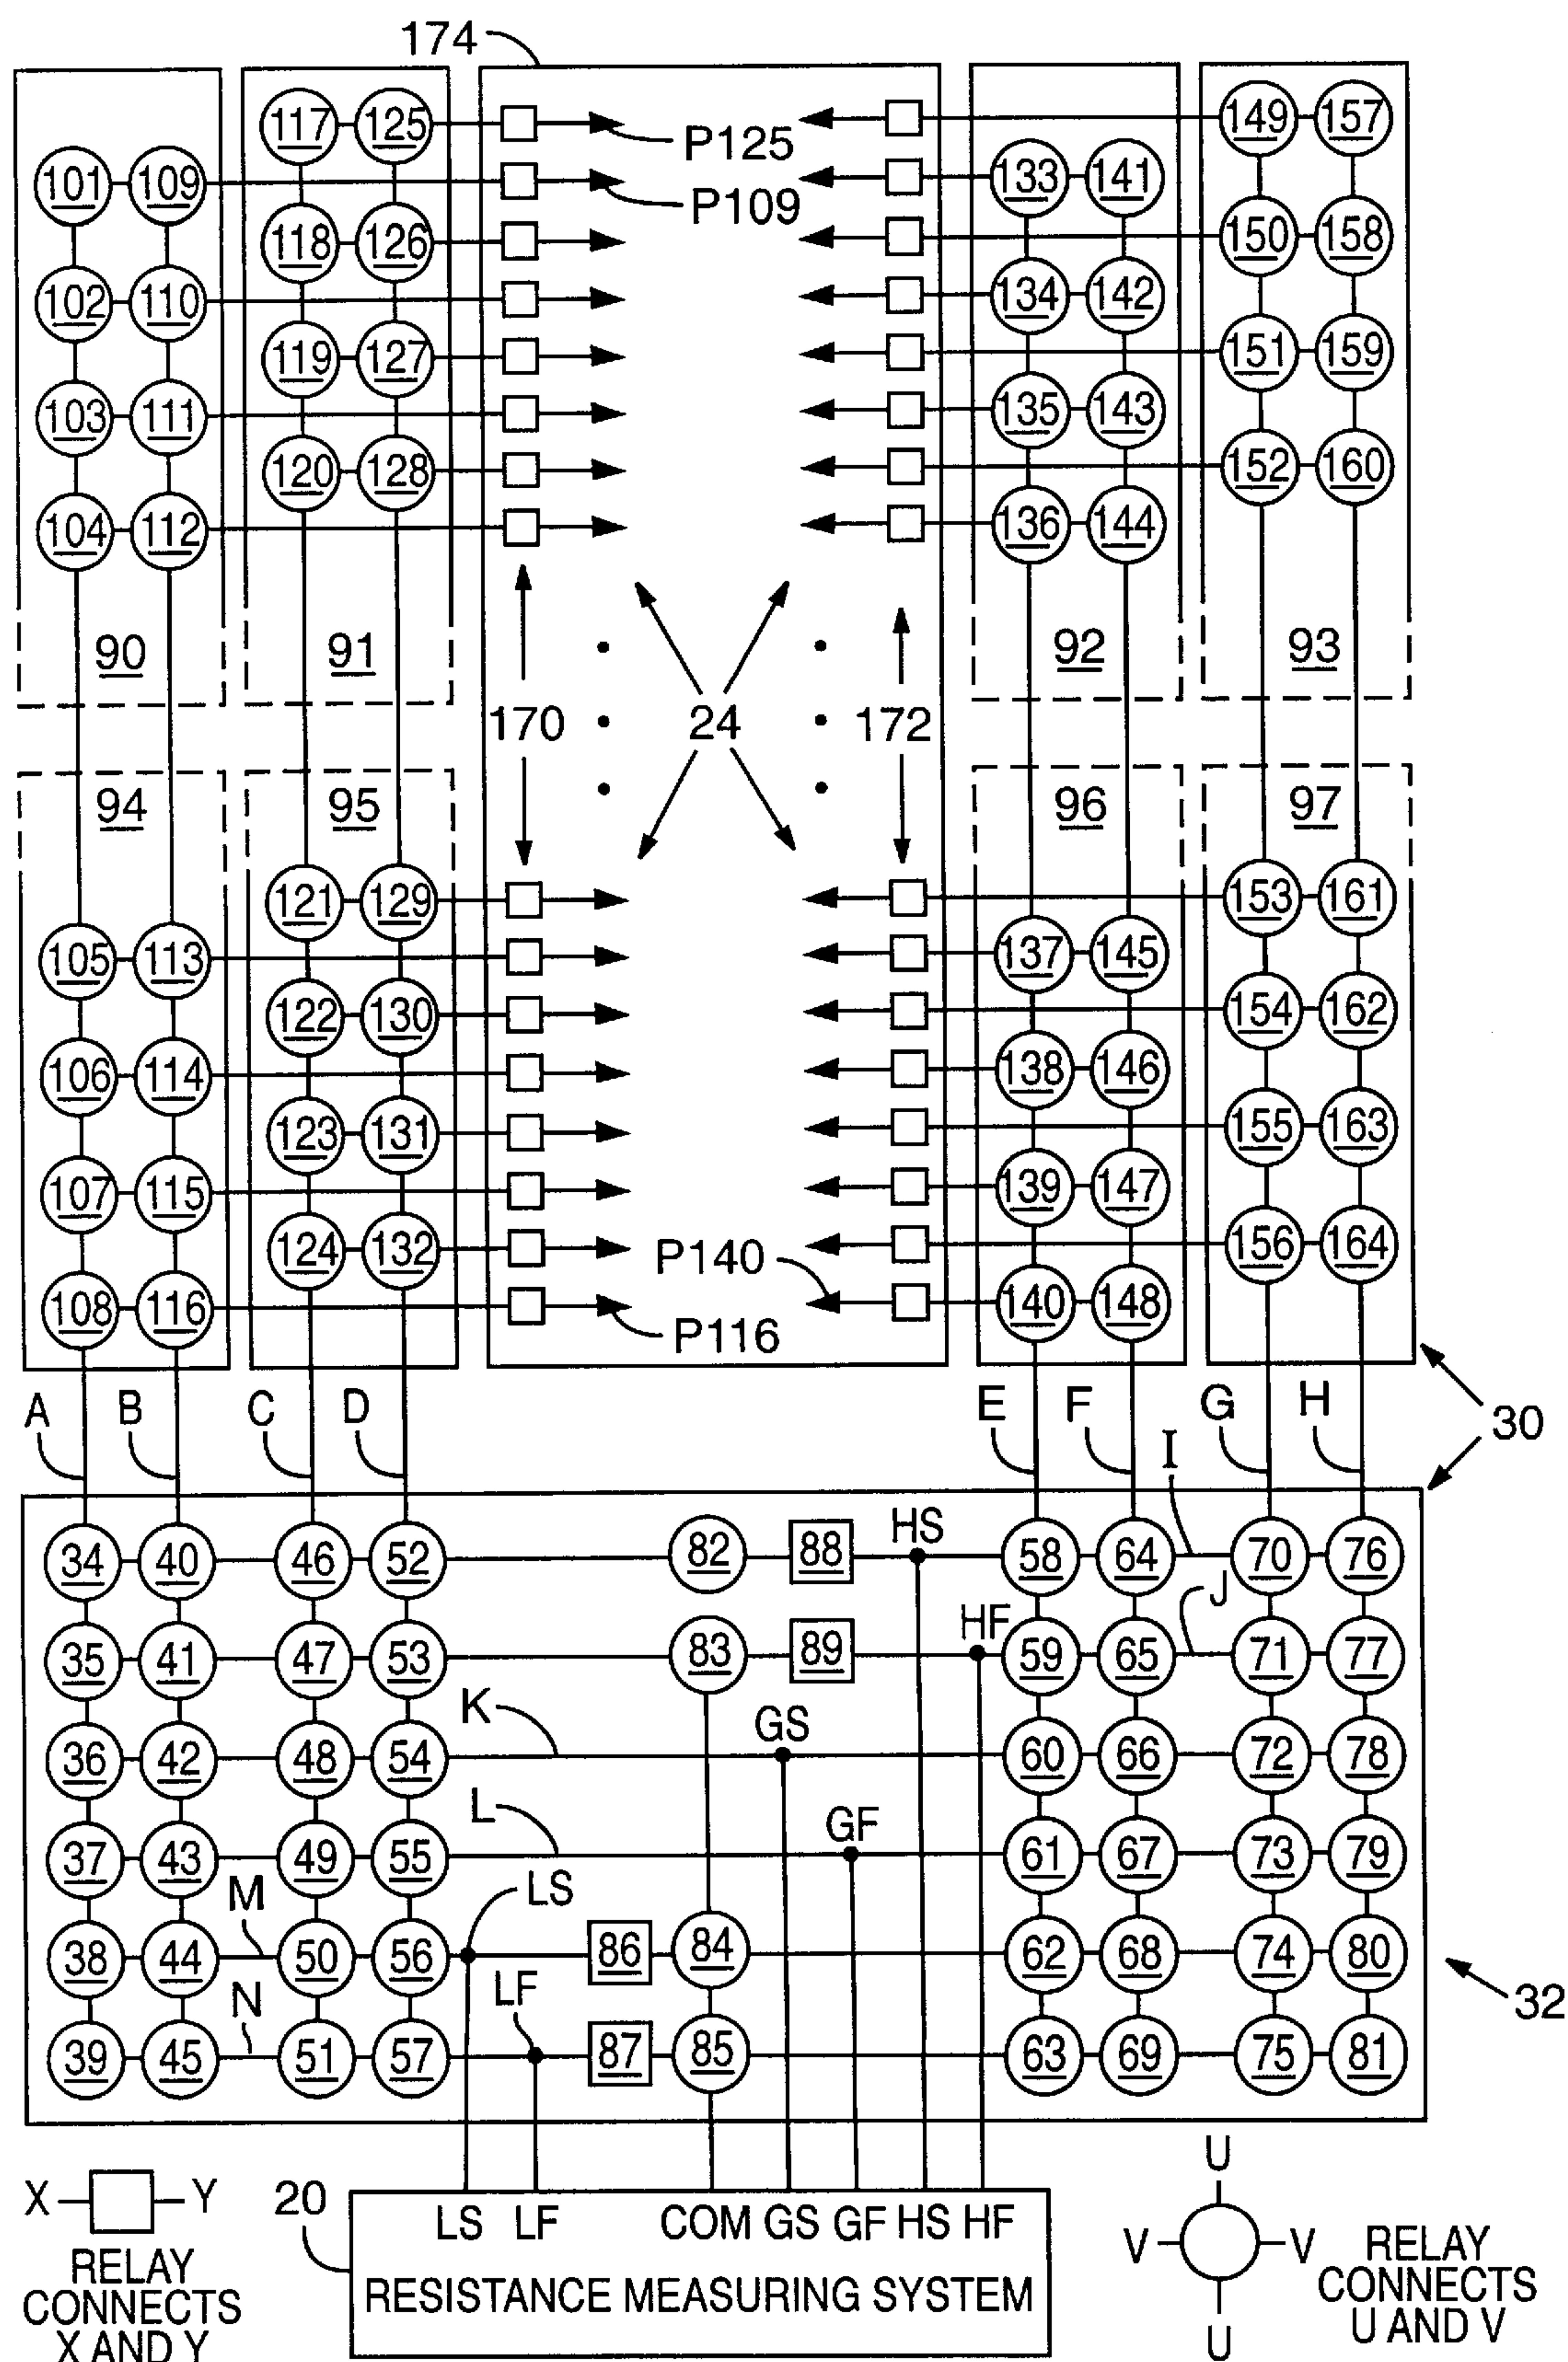 174
117 125 P125 149 157
101 109 P109 133 141
118 126 150 158
102 110 134 142
119 127 151 159
103 111 135 143
120 128 152 160
104 112 136 144
90 91 92 93
170 24 172
94 95 96 97
121 129 153 161
105 113 137 145
122 130 154 162
106 114 138 146
123 131 155 163
107 115 139 147
124 132 P140 156 164
108 116 P116 140 148
A B C D E F G H
30
I
34 40 46 52 82 88 HS 58 64 70 76
J
35 41 47 53 83 89 HF 59 65 71 77
K GS
36 42 48 54 60 66 72 78
L GF
37 43 49 55 61 67 73 79
M LS
38 44 50 56 86 84 62 68 74 80
N LF 32
39 45 51 57 87 85 63 69 75 81
X Y
RELAY
CONNECTS
X AND Y
20
LS LF COM GS GF HS HF
RESISTANCE MEASURING SYSTEM
U
V V
U
RELAY
CONNECTS
U AND V